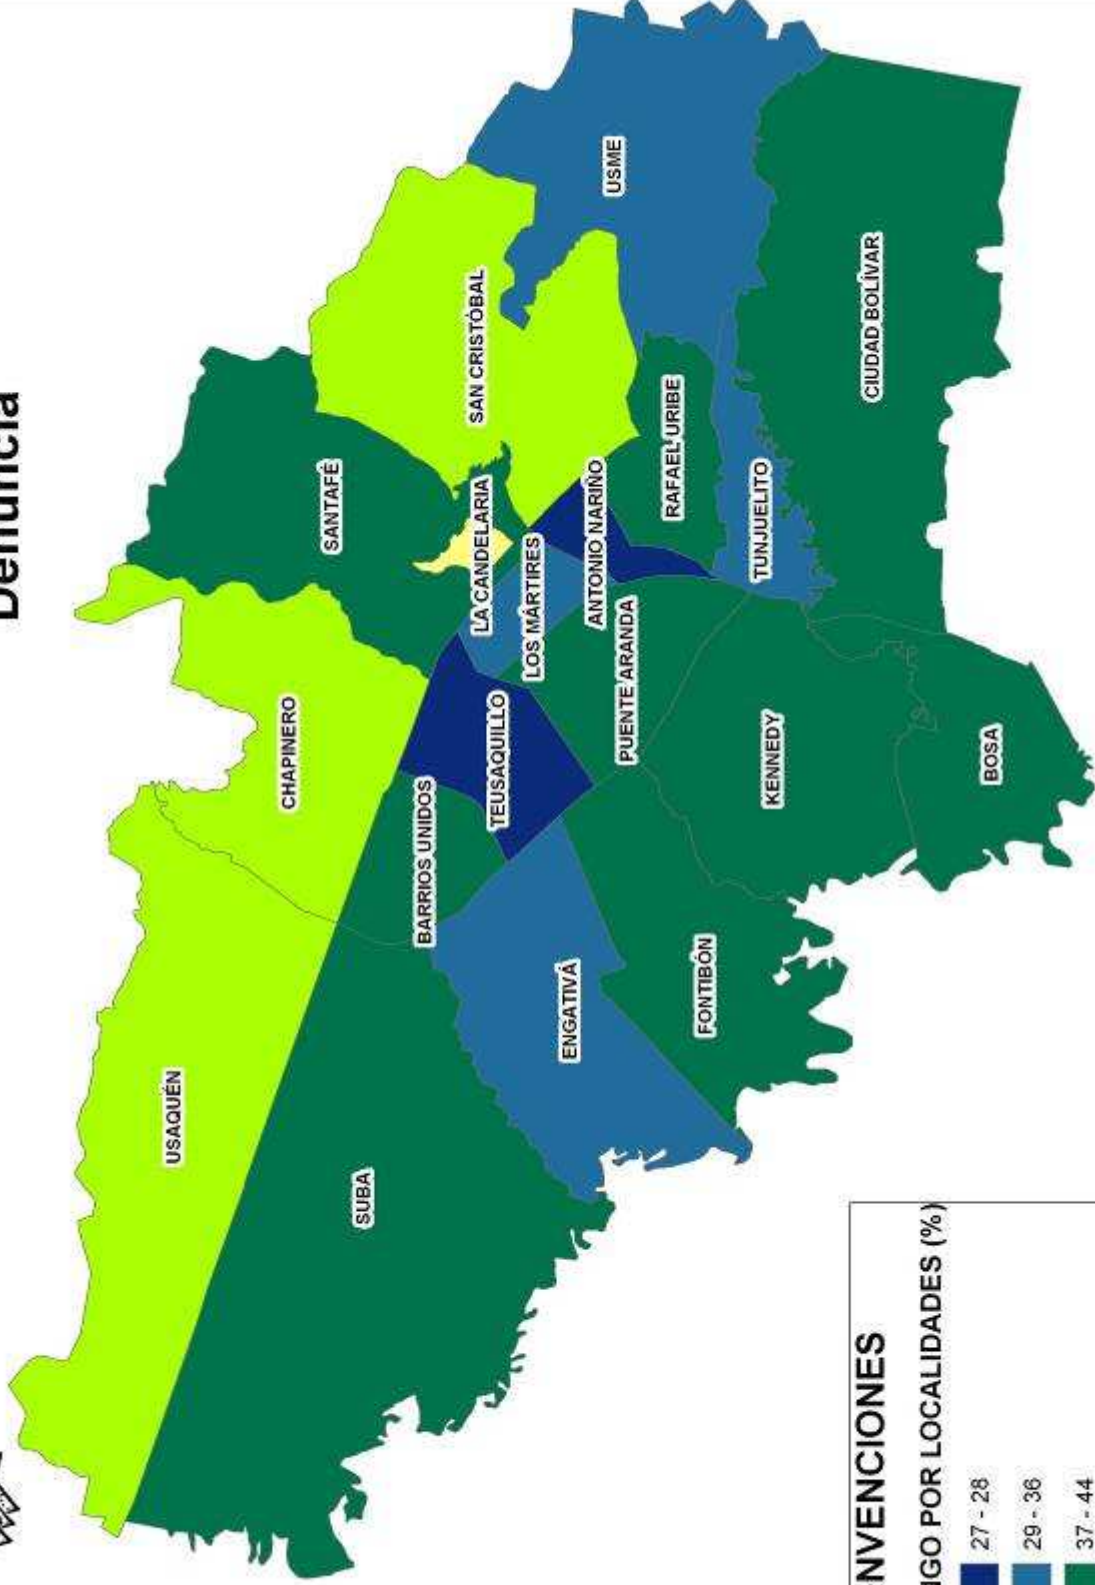 Denuncia
USAQUÉN
CHAPINERO
SANTAFÉ
SAN CRISTÓBAL
USME
SUBA
BARRIOS UNIDOS
TEUSAQUILLO
LA CANDELARIA
LOS MÁRTIRES
ANTONIO NARIÑO
RAFAEL URIBE
ENGATIVÁ
PUENTE ARANDA
TUNJUELITO
FONTIBÓN
KENNEDY
CIUDAD BOLÍVAR
BOSA
NVENCIONES
IGO POR LOCALIDADES (%)
27 - 28
29 - 36
37 - 44